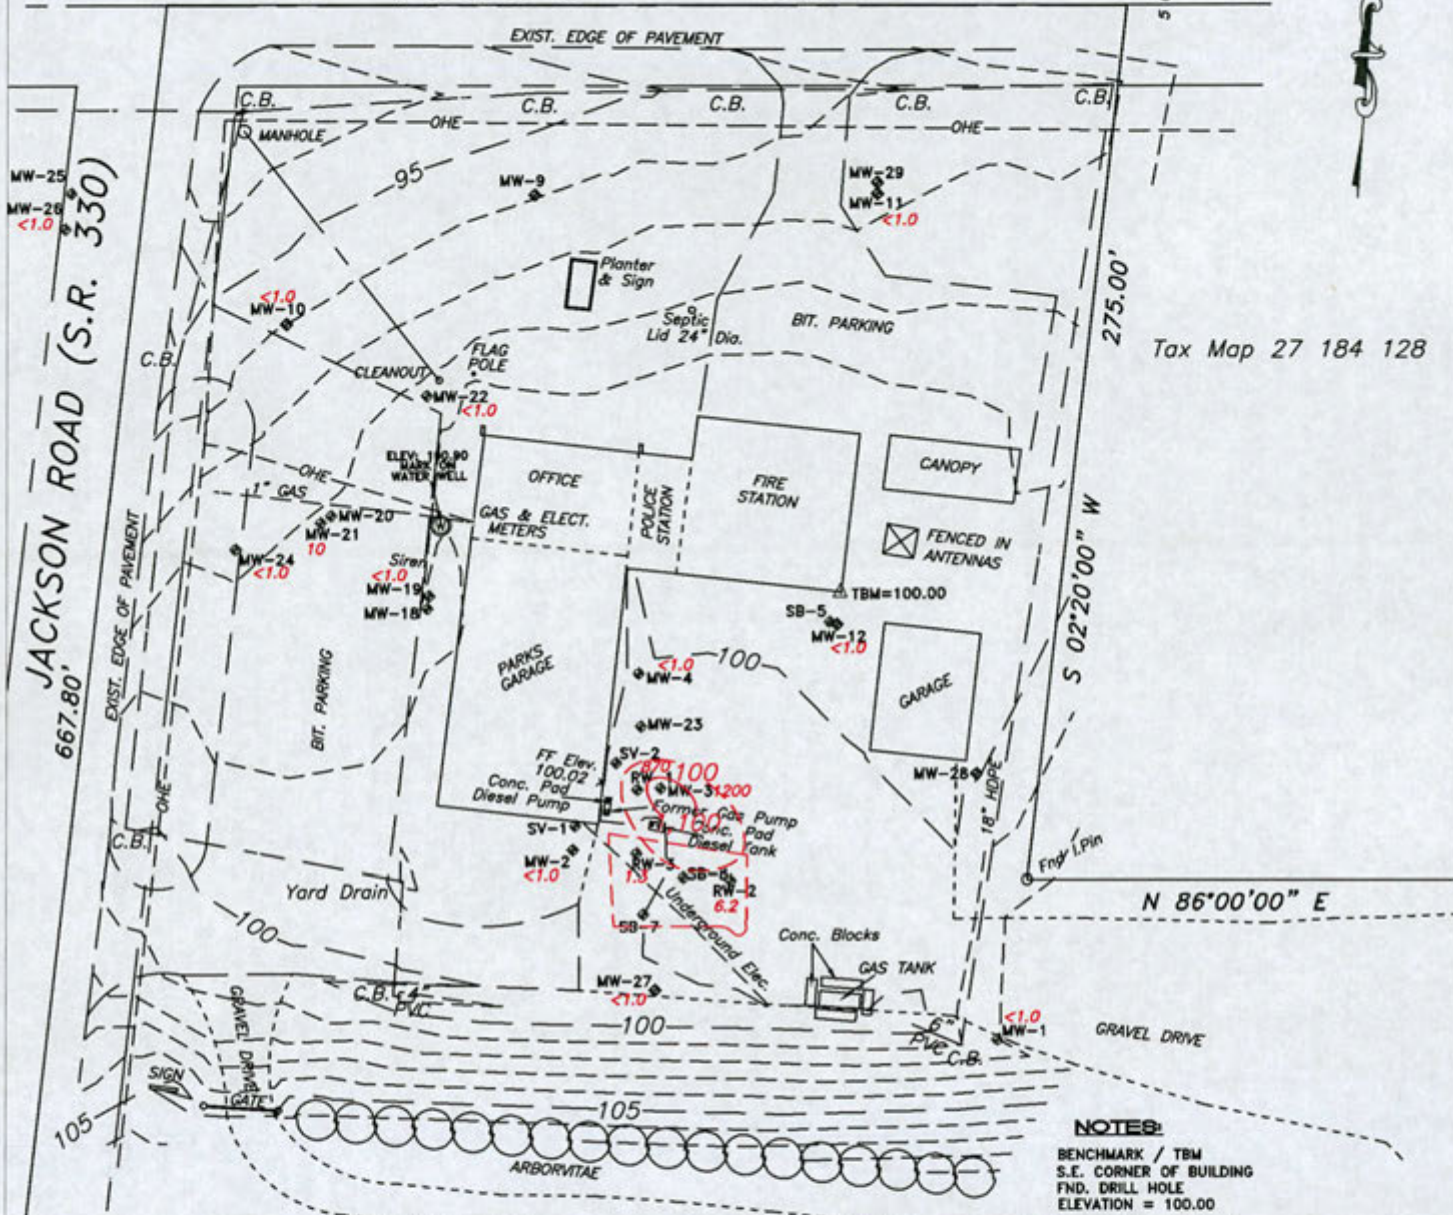 EXIST. EDGE OF PAVEMENT
C.B.
C.B.
C.B.
C.B.
C.B.
MANHOLE
OHE
OHE
MW-25
MW-26
<1.0
95
MW-9
MW-29
MW-11
<1.0
Planter
& Sign
<1.0
MW-10
Septic
Lid 24" Dia.
BIT. PARKING
275.00'
Tax Map 27 184 128
C.B.
FLAG
POLE
CLEANOUT
MW-22
<1.0
JACKSON ROAD (S.R. 330)
667.80'
EXIST. EDGE OF PAVEMENT
MARK ON
WATER WELL
OHE
1" GAS
OFFICE
GAS & ELECT.
METERS
POLICE
STATION
FIRE
STATION
CANOPY
FENCED IN
ANTENNAS
MW-20
MW-21
10
MW-24
<1.0
Siren
<1.0
MW-19
MW-18
TBM=100.00
SB-5
MW-12
<1.0
S 02°20'00" W
PARKS
GARAGE
<1.0
MW-4
100
GARAGE
BIT. PARKING
MW-23
FF Elev.
100.02
Conc. Pad
Diesel Pump
SV-2
870
100
MW-3
1200
Former Gas Pump
Conc. Pad
Diesel Tank
MW-28
18" HDPE
OHE
C.B.
SV-1
MW-2
<1.0
SB-6
RW-2
6.2
Fnd. I.Pin
N 86°00'00" E
Yard Drain
100
SB-7
Underground Elec.
Conc. Blocks
GAS TANK
MW-27
<1.0
C.B.
4"
PVC
100
6"
PVC
C.B.
<1.0
MW-1
GRAVEL DRIVE
GRAVEL DRIVE
SIGN
GATE
105
105
ARBORVITAE
NOTES:
BENCHMARK / TBM
S.E. CORNER OF BUILDING
FND. DRILL HOLE
ELEVATION = 100.00